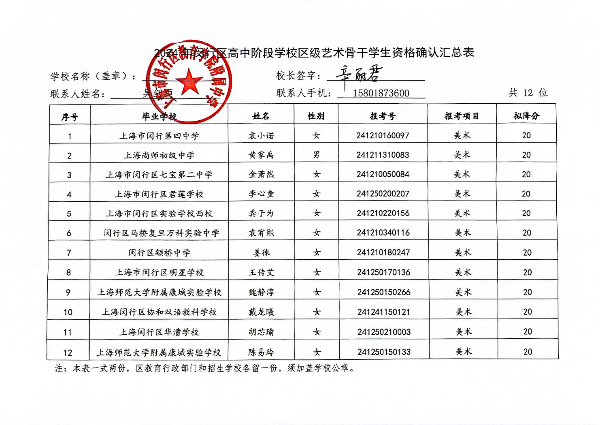 2024年闵行区高中阶段学校区级艺术骨干学生资格确认汇总表
学校名称（盖章）： 校长签字：
联系人姓名： 联系人手机： 15801873600 共 12 位
序号 毕业学校 姓名 性别 报考号 报考项目 拟降分
1 上海市闵行第四中学 袁小诺 女 241210160097 美术 20
2 上海尚师初级中学 黄家禹 男 241211310083 美术 20
3 上海市闵行区七宝第二中学 金萧然 女 241210050084 美术 20
4 上海市闵行区君莲学校 李心童 女 241250200207 美术 20
5 上海市闵行区实验学校西校 龚子为 女 241210220156 美术 20
6 闵行区马桥复旦万科实验中学 袁宥熙 女 241210340116 美术 20
7 闵行区颛桥中学 姜徕 女 241210180247 美术 20
8 上海市闵行区明星学校 王倚艾 女 241250170136 美术 20
9 上海师范大学附属康城实验学校 魏静淳 女 241250150266 美术 20
10 上海闵行区协和双语教科学校 戴龙曦 女 241241150121 美术 20
11 上海闵行区华漕学校 胡芯瑜 女 241250210003 美术 20
12 上海师范大学附属康城实验学校 陈易玲 女 241250150133 美术 20
注：本表一式两份，区教育行政部门和招生学校各留一份，须加盖学校公章。